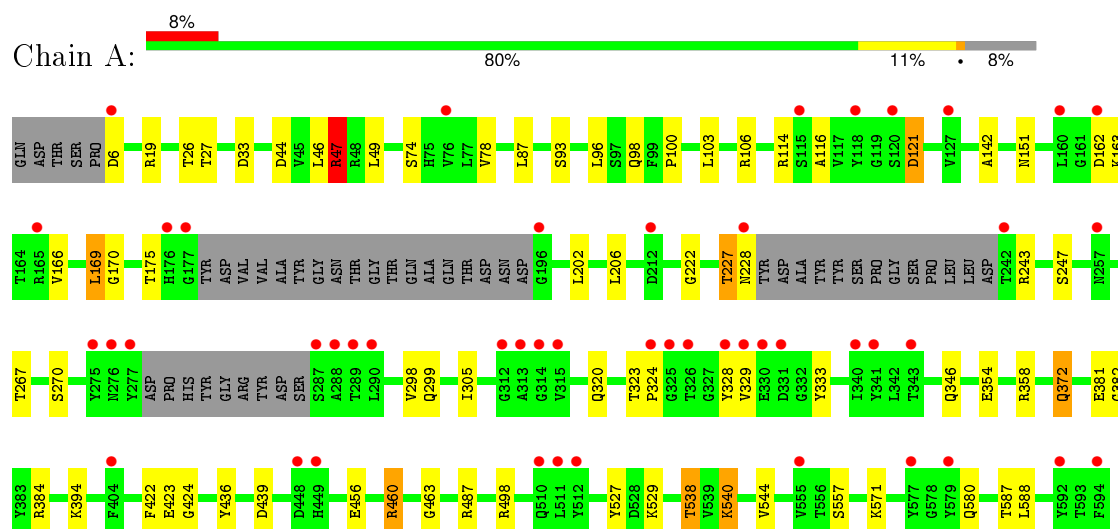 8%
Chain A:
80% 11% • 8%
GLN ASP THR SER PRO D6 R19 T26 T27 D33 D44 V45 L46 R47 R48 L49 S74 H75 V76 L77 V78 L87 S93 L96 S97 Q98 F99 P100 L103 R106 R114 S115 A116 V117 Y118 G119 S120 D121 V127 A142 N151 L160 G161 D162 K163
T164 R165 V166 L169 G170 T175 H176 G177 TYR ASP VAL VAL ALA TYR GLY ASN THR THR GLY THR GLN ALA GLN THR ASP ASN ASP G196 L202 L206 D212 G222 T227 N228 TYR ASP ALA TYR TYR SER PRO GLY SER PRO LEU LEU ASP T242 R243 S247 N257
T267 S270 Y275 N276 Y277 ASP PRO HIS TYR GLY ARG TYR ASP SER S287 A288 T289 L290 V298 Q299 I305 G312 A313 G314 V315 Q320 T323 P324 G325 T326 G327 Y328 V329 E330 D331 G332 Y333 I340 Y341 L342 T343 Q346 E354 R358 Q372 E381 G382
Y383 R384 K394 F404 F422 E423 G424 Y436 D439 D448 H449 E456 R460 G463 R487 R498 Q510 L511 Y512 Y527 D528 K529 T538 V539 K540 V544 V555 T556 S557 K571 Y577 G578 Y579 Q580 T587 L588 Y592 T593 F594